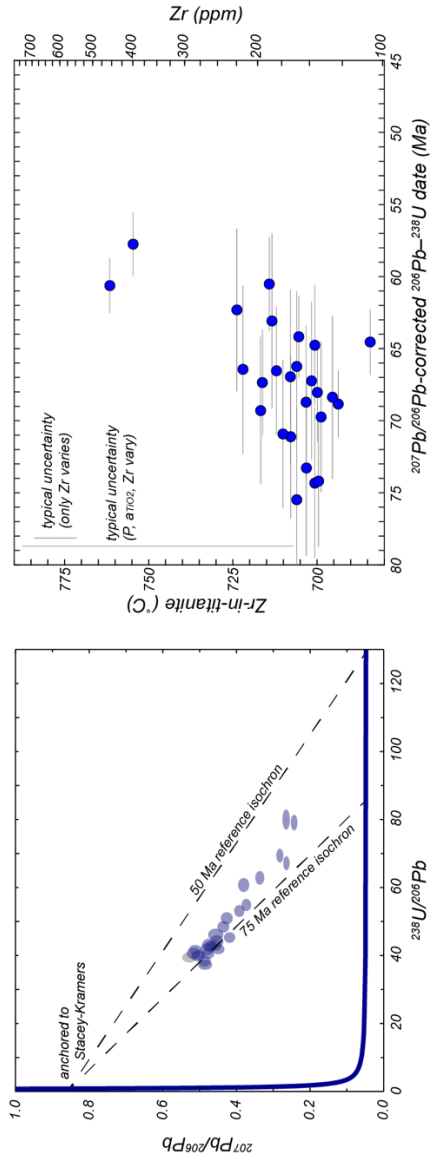 1.0
0.8
0.6
0.4
0.2
0.0
²⁰⁷Pb/²⁰⁶Pb
anchored to
Stacey-Kramers
50 Ma reference isochron
75 Ma reference isochron
0
20
40
60
80
100
120
²³⁸U/²⁰⁶Pb
Zr-in-titanite (°C)
775
750
725
700
typical uncertainty
(only Zr varies)
typical uncertainty
(P, aTiO2, Zr vary)
80
75
70
65
60
55
50
45
²⁰⁷Pb/²⁰⁶Pb-corrected ²⁰⁶Pb–²³⁸U date (Ma)
700
600
500
400
300
200
100
Zr (ppm)